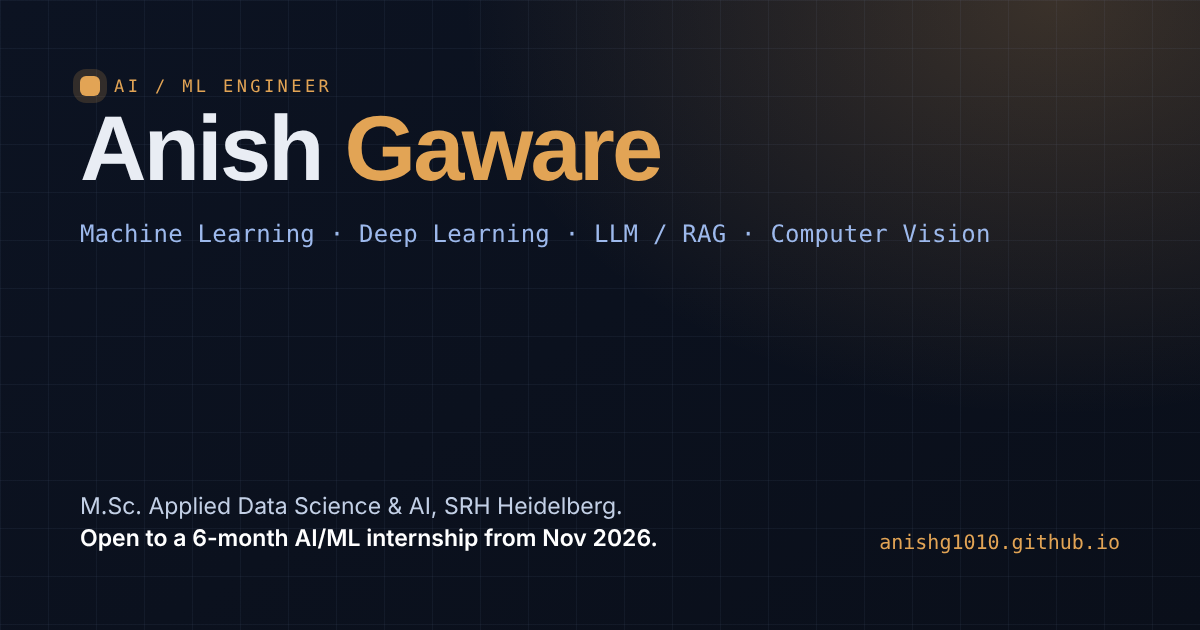 AI / ML ENGINEER
Anish Gaware
Machine Learning · Deep Learning · LLM / RAG · Computer Vision
M.Sc. Applied Data Science & AI, SRH Heidelberg.
Open to a 6-month AI/ML internship from Nov 2026.
anishg1010.github.io